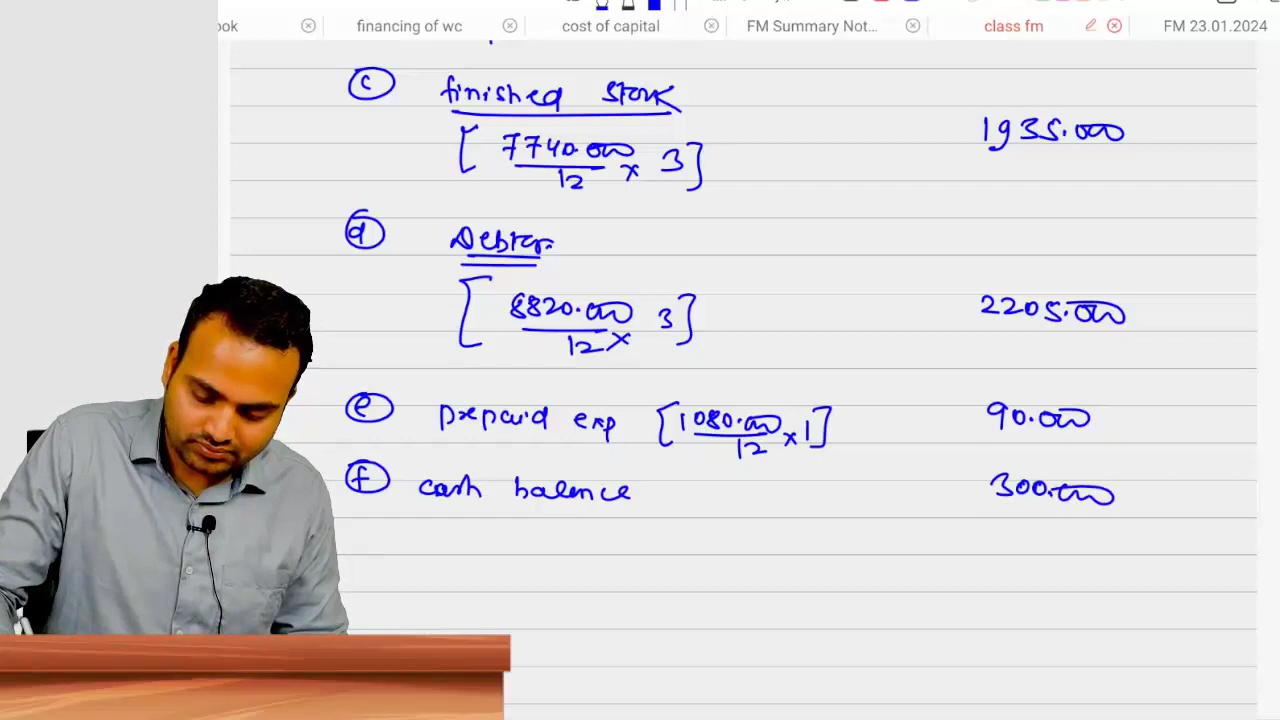 ook financing of wc cost of capital FM Summary Not... class fm FM 23.01.2024
c finished stock
[ 7740.000 / 12 x 3 ] 1935.000
d Debtor
[ 8820.000 / 12 x 3 ] 2205.000
e prepaid exp [ 1080.000 / 12 x 1 ] 90.000
f cash balance 300.000